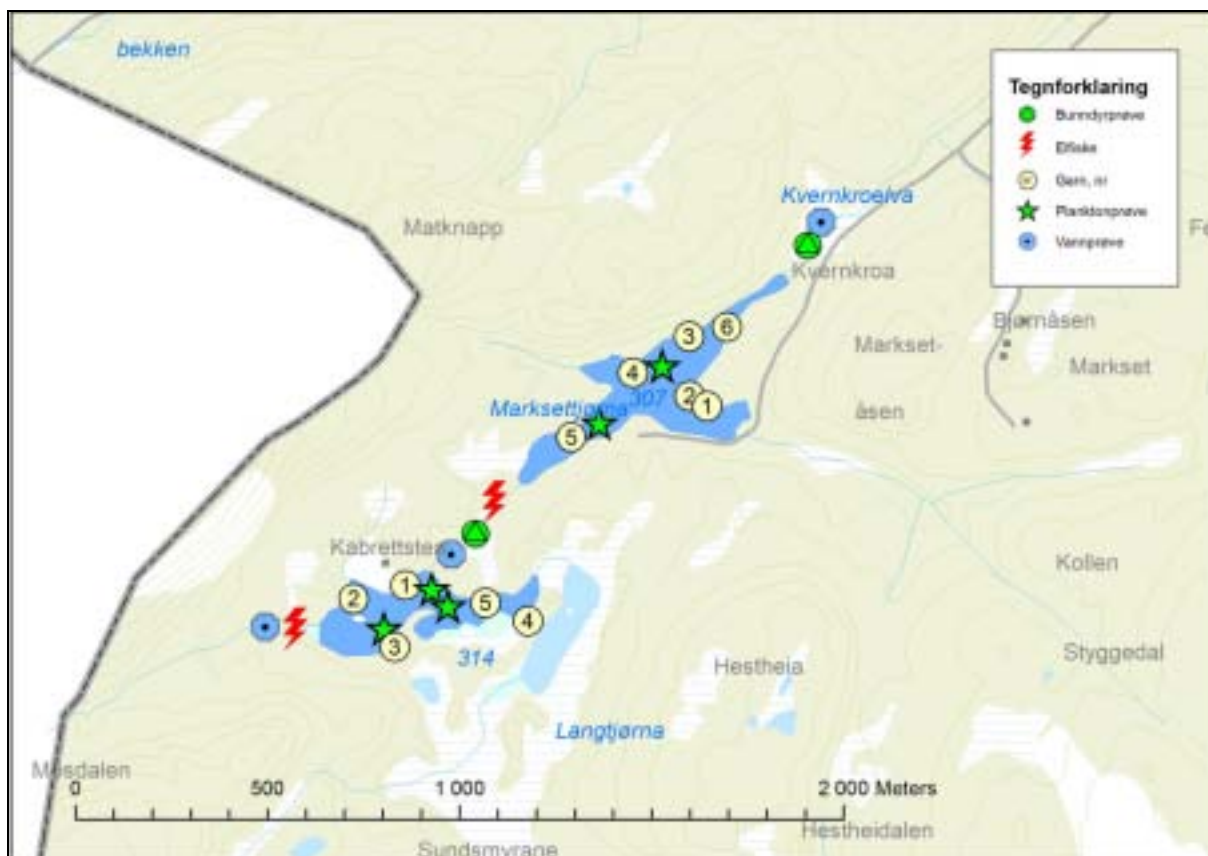 bekken
Tegnforklaring
Bunndyrprøve
Elfiske
Garn, nr
Planktonprøve
Vannprøve
Kvernkroelva
Matknapp
Fe
Kvernkroa
Bjørnåsen
3
6
Markset-
Markset
4
2
307
1
Marksettjørna
åsen
5
Kollen
1
2
5
4
3
314
Hestheia
Styggedal
Langtjørna
Mosdalen
0 500 1 000 2 000 Meters
Hestheidalen
Sundsmyrane